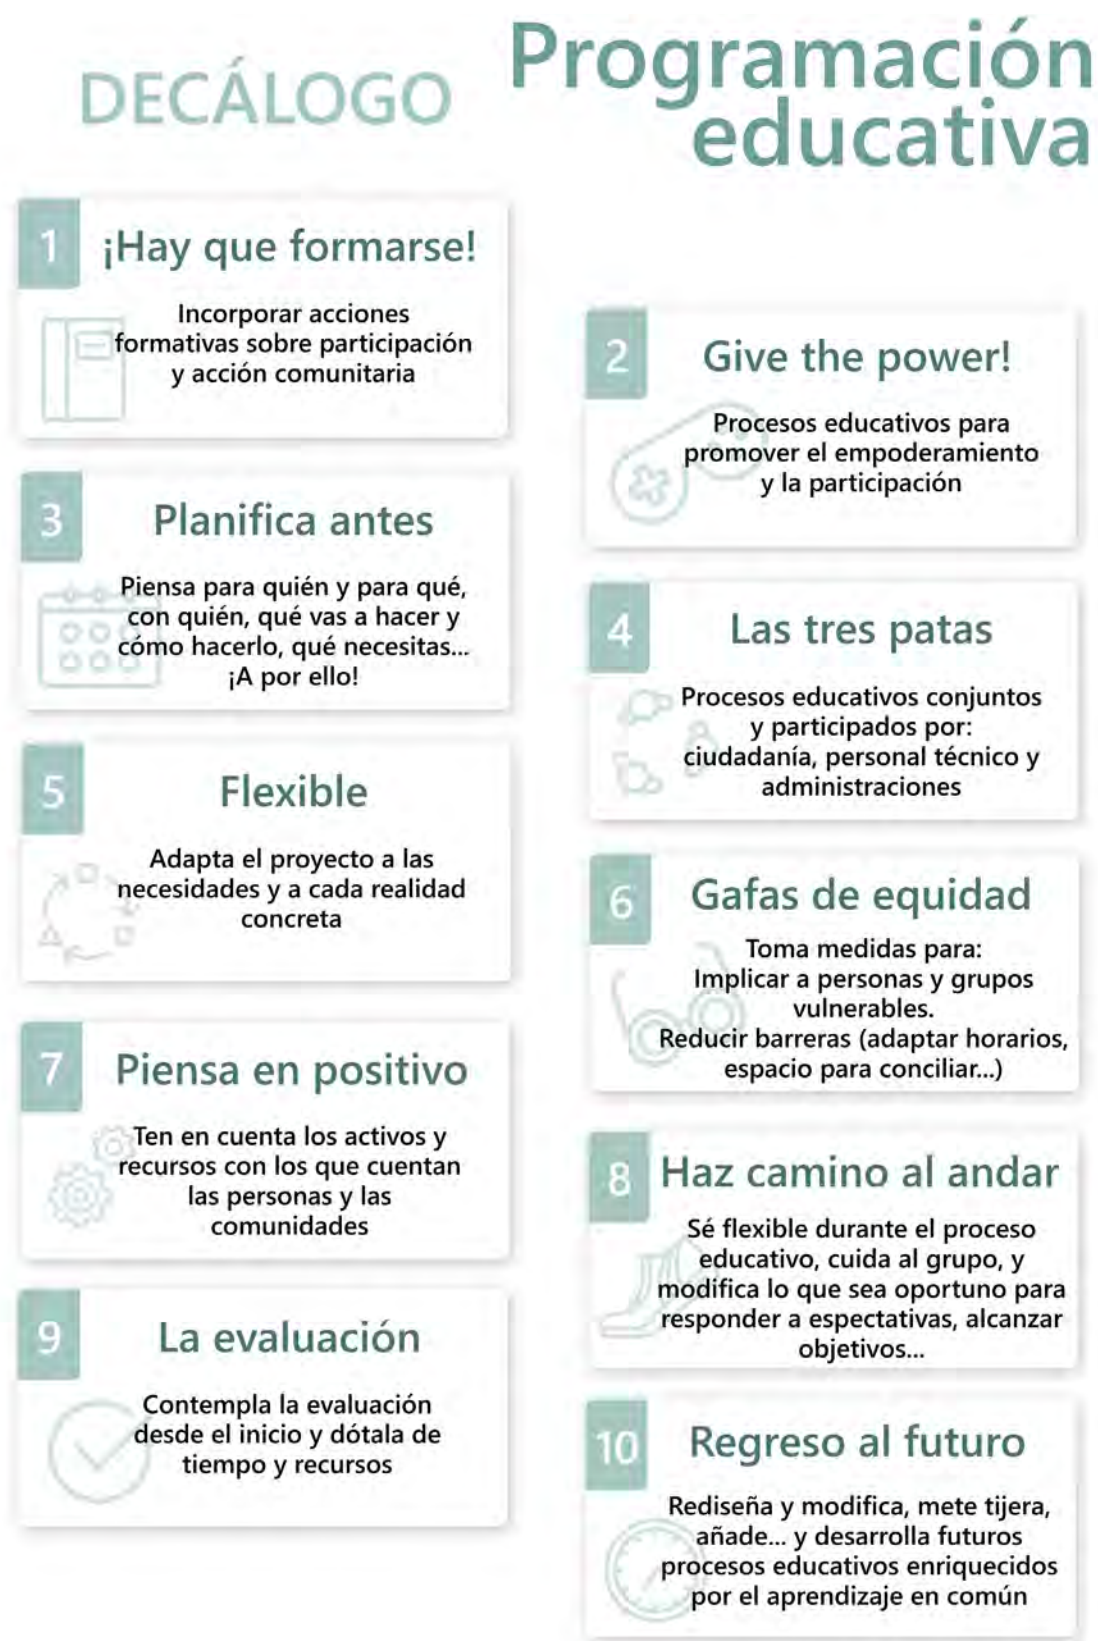 DECÁLOGO
Programación
educativa
1
¡Hay que formarse!
Incorporar acciones
formativas sobre participación
y acción comunitaria
2
Give the power!
Procesos educativos para
promover el empoderamiento
y la participación
3
Planifica antes
Piensa para quién y para qué,
con quién, qué vas a hacer y
cómo hacerlo, qué necesitas...
¡A por ello!
4
Las tres patas
Procesos educativos conjuntos
y participados por:
ciudadanía, personal técnico y
administraciones
5
Flexible
Adapta el proyecto a las
necesidades y a cada realidad
concreta
6
Gafas de equidad
Toma medidas para:
Implicar a personas y grupos
vulnerables.
Reducir barreras (adaptar horarios,
espacio para conciliar...)
7
Piensa en positivo
Ten en cuenta los activos y
recursos con los que cuentan
las personas y las
comunidades
8
Haz camino al andar
Sé flexible durante el proceso
educativo, cuida al grupo, y
modifica lo que sea oportuno para
responder a espectativas, alcanzar
objetivos...
9
La evaluación
Contempla la evaluación
desde el inicio y dótala de
tiempo y recursos
10
Regreso al futuro
Rediseña y modifica, mete tijera,
añade... y desarrolla futuros
procesos educativos enriquecidos
por el aprendizaje en común